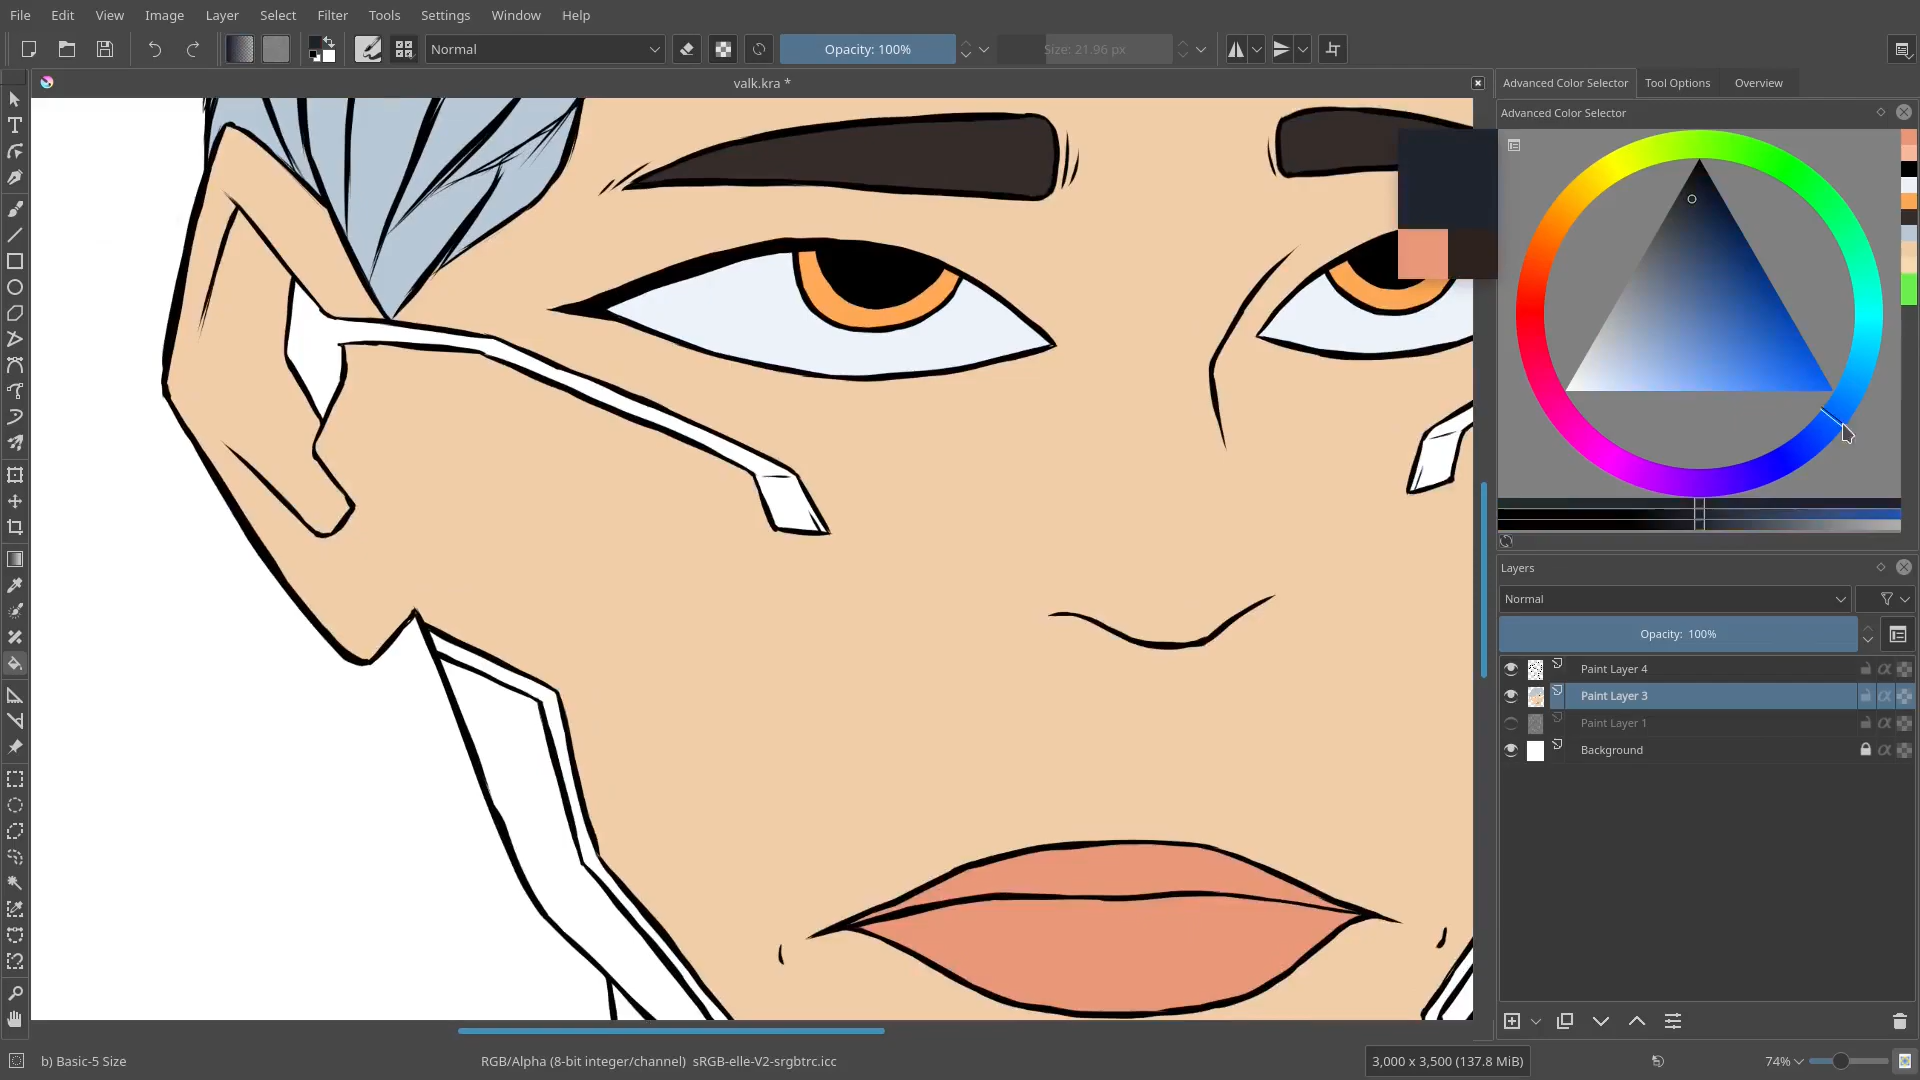 File Edit View Image Layer Select Filter Tools Settings Window Help
Normal Opacity: 100% Size: 21.96 px
valk.kra *
Advanced Color Selector Tool Options Overview
Advanced Color Selector
Layers
Normal
Opacity: 100%
Paint Layer 4
Paint Layer 3
Paint Layer 1
Background
b) Basic-5 Size RGB/Alpha (8-bit integer/channel) sRGB-elle-V2-srgbtrc.icc 3,000 x 3,500 (137.8 MiB) 74%